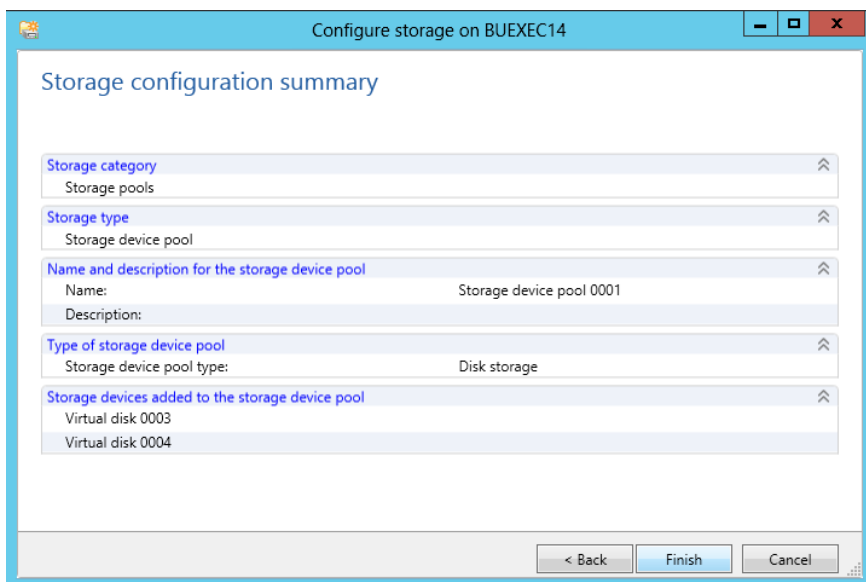 Configure storage on BUEXEC14
Storage configuration summary
Storage category
Storage pools
Storage type
Storage device pool
Name and description for the storage device pool
Name: Storage device pool 0001
Description:
Type of storage device pool
Storage device pool type: Disk storage
Storage devices added to the storage device pool
Virtual disk 0003
Virtual disk 0004
< Back Finish Cancel